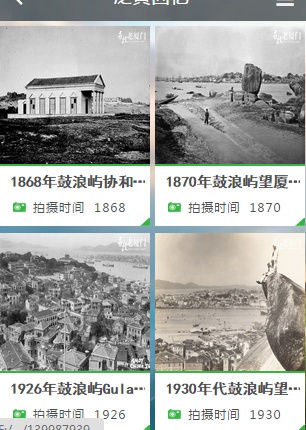 1868年鼓浪屿协和…
拍摄时间 1868
1870年鼓浪屿望厦…
拍摄时间 1870
1926年鼓浪屿Gula…
拍摄时间 1926
1930年代鼓浪屿望…
拍摄时间 1930